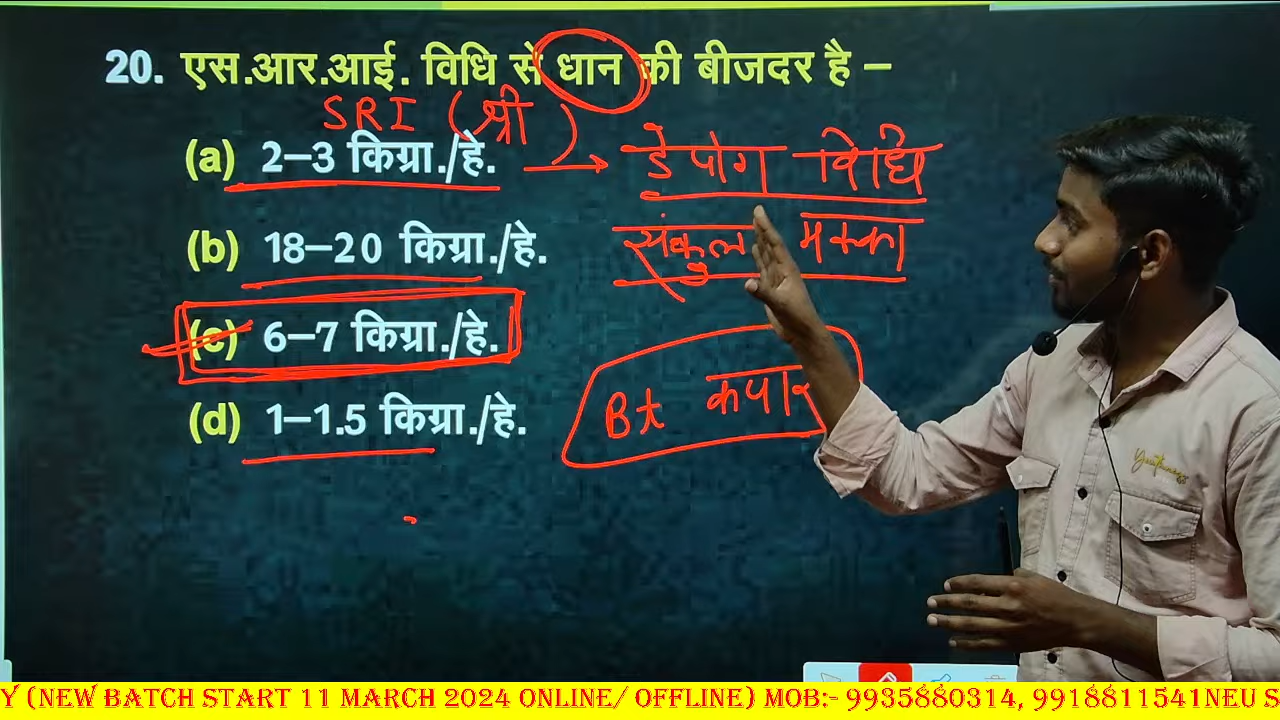 20. एस.आर.आई. विधि से धान की बीजदर है –
SRI (श्री)
(a) 2–3 किग्रा./हे.
डेपोग विधि
(b) 18–20 किग्रा./हे.
संकुल मक्का
(c) 6–7 किग्रा./हे.
Bt कपास
(d) 1–1.5 किग्रा./हे.
Y (NEW BATCH START 11 MARCH 2024 ONLINE/ OFFLINE) MOB:- 9935880314, 9918811541NEU S